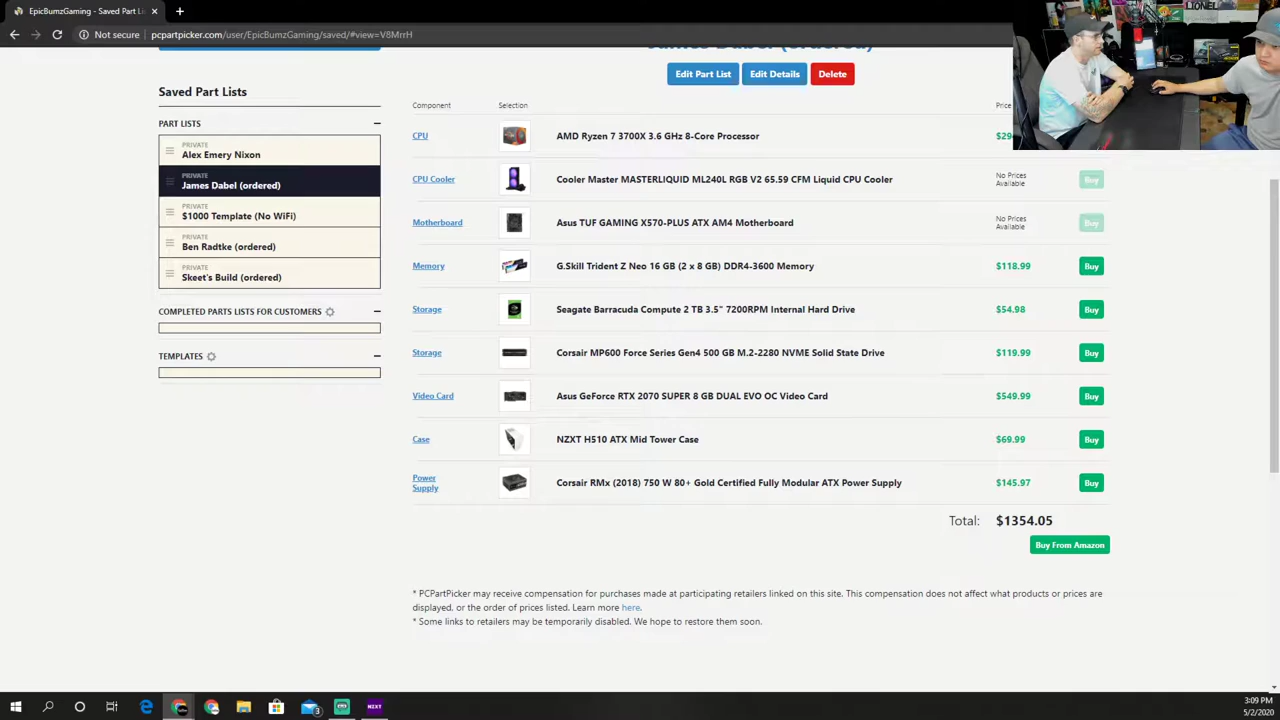 EpicBumzGaming - Saved Part Li
Not secure | pcpartpicker.com/user/EpicBumzGaming/saved/#view=V8MrrH
LIONEL
James Dabel (ordered)
Edit Part List
Edit Details
Delete
Saved Part Lists
PART LISTS
PRIVATE
Alex Emery Nixon
PRIVATE
James Dabel (ordered)
PRIVATE
$1000 Template (No WiFi)
PRIVATE
Ben Radtke (ordered)
PRIVATE
Skeet's Build (ordered)
COMPLETED PARTS LISTS FOR CUSTOMERS
TEMPLATES
Component Selection Price
CPU AMD Ryzen 7 3700X 3.6 GHz 8-Core Processor
CPU Cooler Cooler Master MASTERLIQUID ML240L RGB V2 65.59 CFM Liquid CPU Cooler No Prices Available Buy
Motherboard Asus TUF GAMING X570-PLUS ATX AM4 Motherboard No Prices Available Buy
Memory G.Skill Trident Z Neo 16 GB (2 x 8 GB) DDR4-3600 Memory $118.99 Buy
Storage Seagate Barracuda Compute 2 TB 3.5" 7200RPM Internal Hard Drive $54.98 Buy
Storage Corsair MP600 Force Series Gen4 500 GB M.2-2280 NVME Solid State Drive $119.99 Buy
Video Card Asus GeForce RTX 2070 SUPER 8 GB DUAL EVO OC Video Card $549.99 Buy
Case NZXT H510 ATX Mid Tower Case $69.99 Buy
Power Supply Corsair RMx (2018) 750 W 80+ Gold Certified Fully Modular ATX Power Supply $145.97 Buy
Total: $1354.05
Buy From Amazon
* PCPartPicker may receive compensation for purchases made at participating retailers linked on this site. This compensation does not affect what products or prices are
displayed, or the order of prices listed. Learn more here.
* Some links to retailers may be temporarily disabled. We hope to restore them soon.
3
NZXT
3:09 PM
5/2/2020